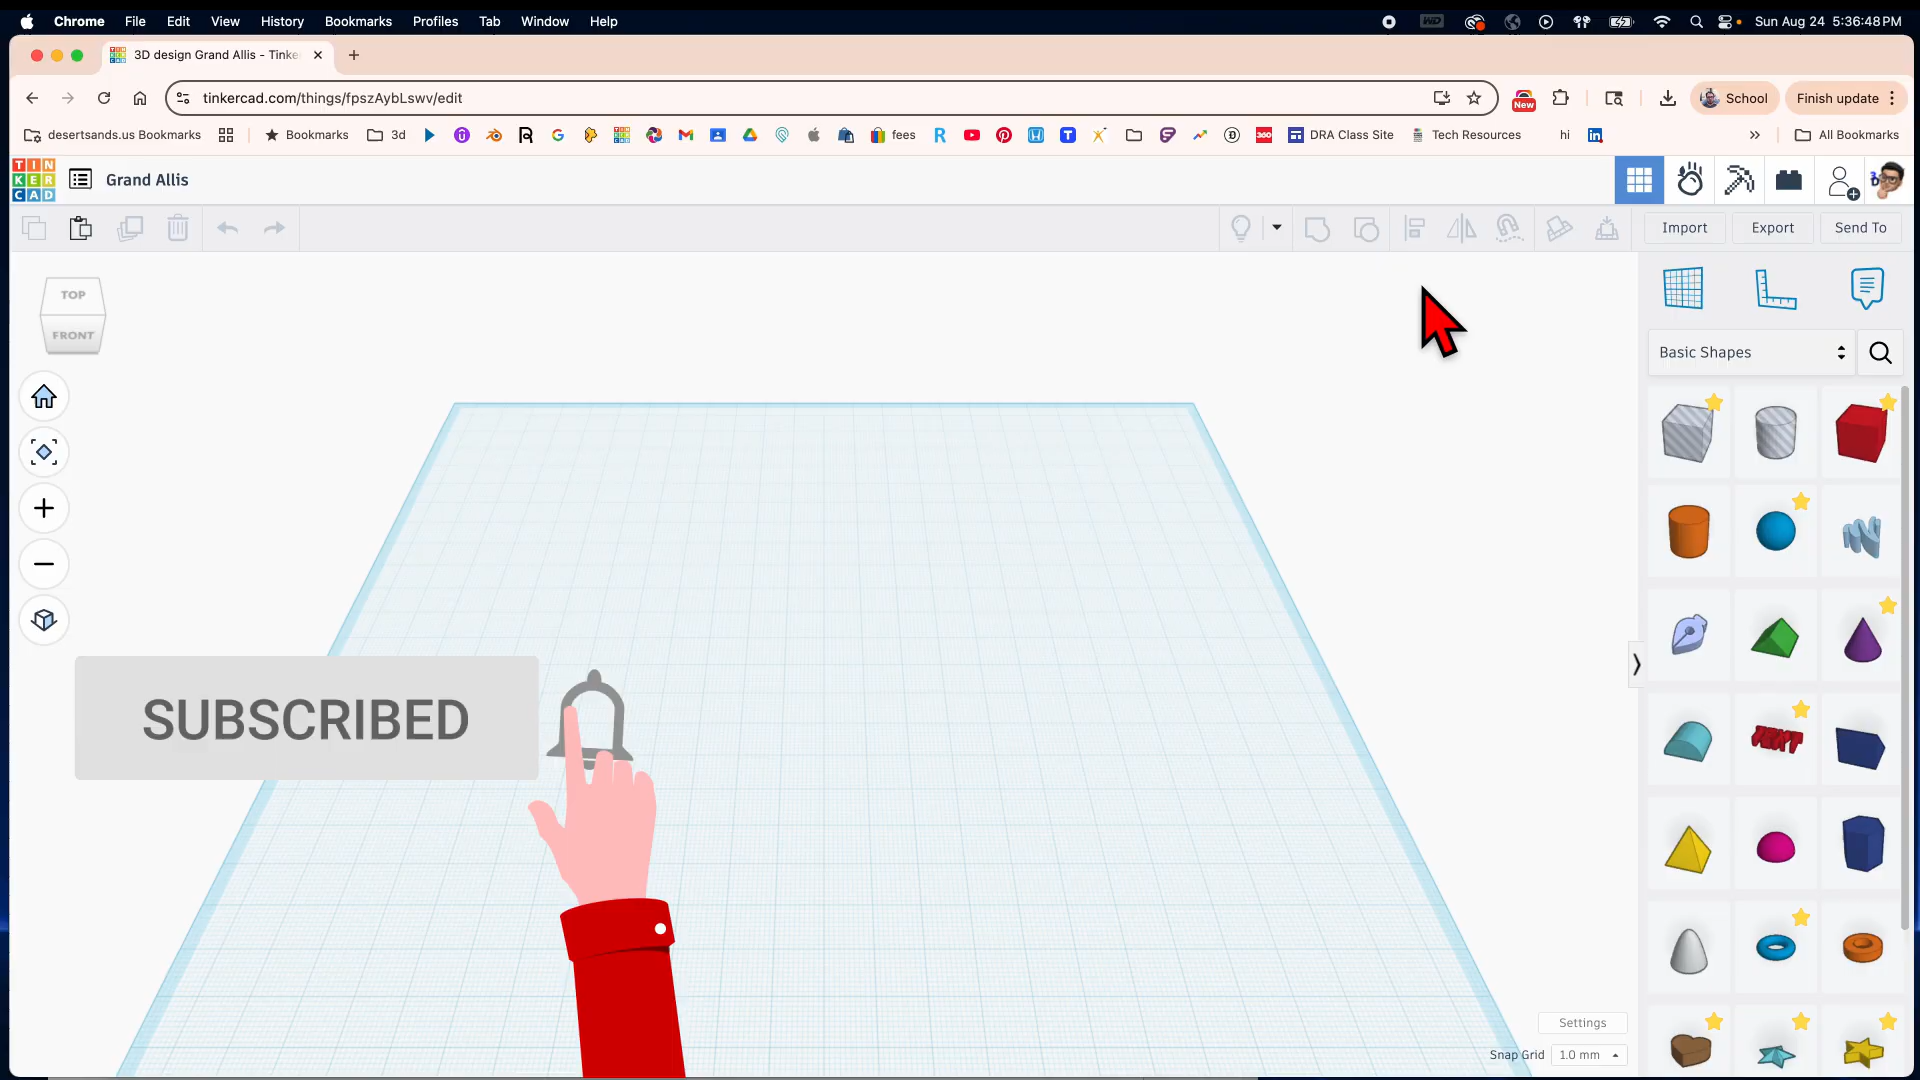 Chrome File Edit View History Bookmarks Profiles Tab Window Help
WD
Sun Aug 24 5:36:48 PM
3D design Grand Allis - Tinke
tinkercad.com/things/fpszAybLswv/edit
New
School
Finish update
desertsands.us Bookmarks
Bookmarks
3d
fees
DRA Class Site
Tech Resources
hi
All Bookmarks
TIN
KER
CAD
Grand Allis
Import
Export
Send To
TOP
FRONT
Basic Shapes
TEXT
SUBSCRIBED
Settings
Snap Grid 1.0 mm